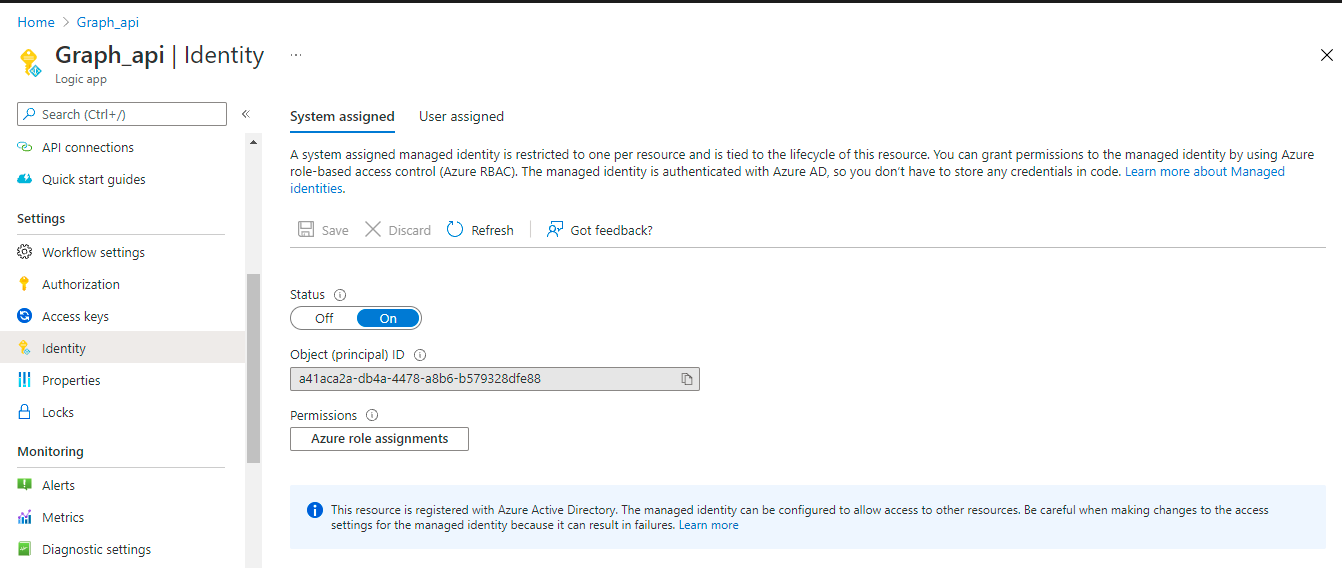 Home > Graph_api
Graph_api | Identity ...
Logic app
Search (Ctrl+/)
«
API connections
Quick start guides
Settings
Workflow settings
Authorization
Access keys
Identity
Properties
Locks
Monitoring
Alerts
Metrics
Diagnostic settings
System assigned User assigned
A system assigned managed identity is restricted to one per resource and is tied to the lifecycle of this resource. You can grant permissions to the managed identity by using Azure
role-based access control (Azure RBAC). The managed identity is authenticated with Azure AD, so you don’t have to store any credentials in code. Learn more about Managed
identities.
Save Discard Refresh Got feedback?
Status
Off On
Object (principal) ID
a41aca2a-db4a-4478-a8b6-b579328dfe88
Permissions
Azure role assignments
This resource is registered with Azure Active Directory. The managed identity can be configured to allow access to other resources. Be careful when making changes to the access
settings for the managed identity because it can result in failures. Learn more